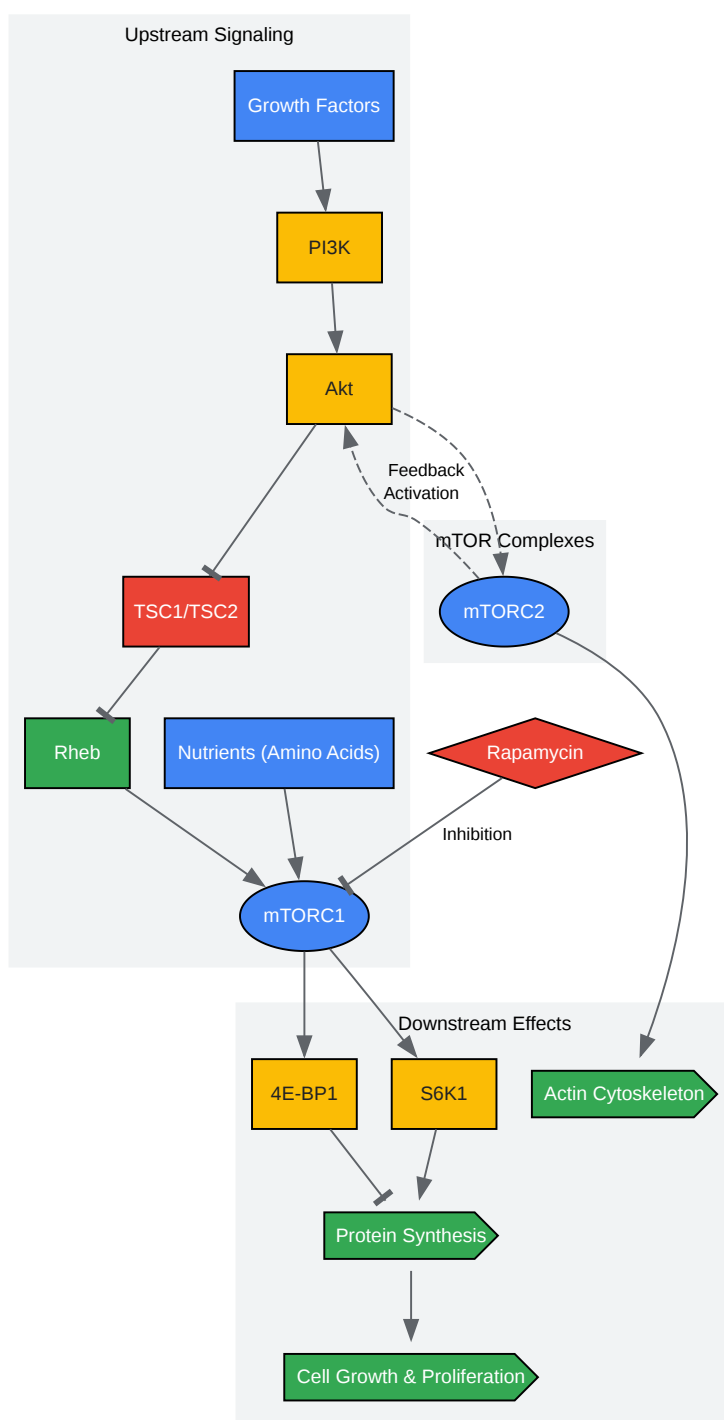 Upstream Signaling
Growth Factors
PI3K
Akt
Feedback
Activation
mTOR Complexes
TSC1/TSC2
mTORC2
Rheb
Nutrients (Amino Acids)
Rapamycin
Inhibition
mTORC1
Downstream Effects
4E-BP1
S6K1
Actin Cytoskeleton
Protein Synthesis
Cell Growth & Proliferation